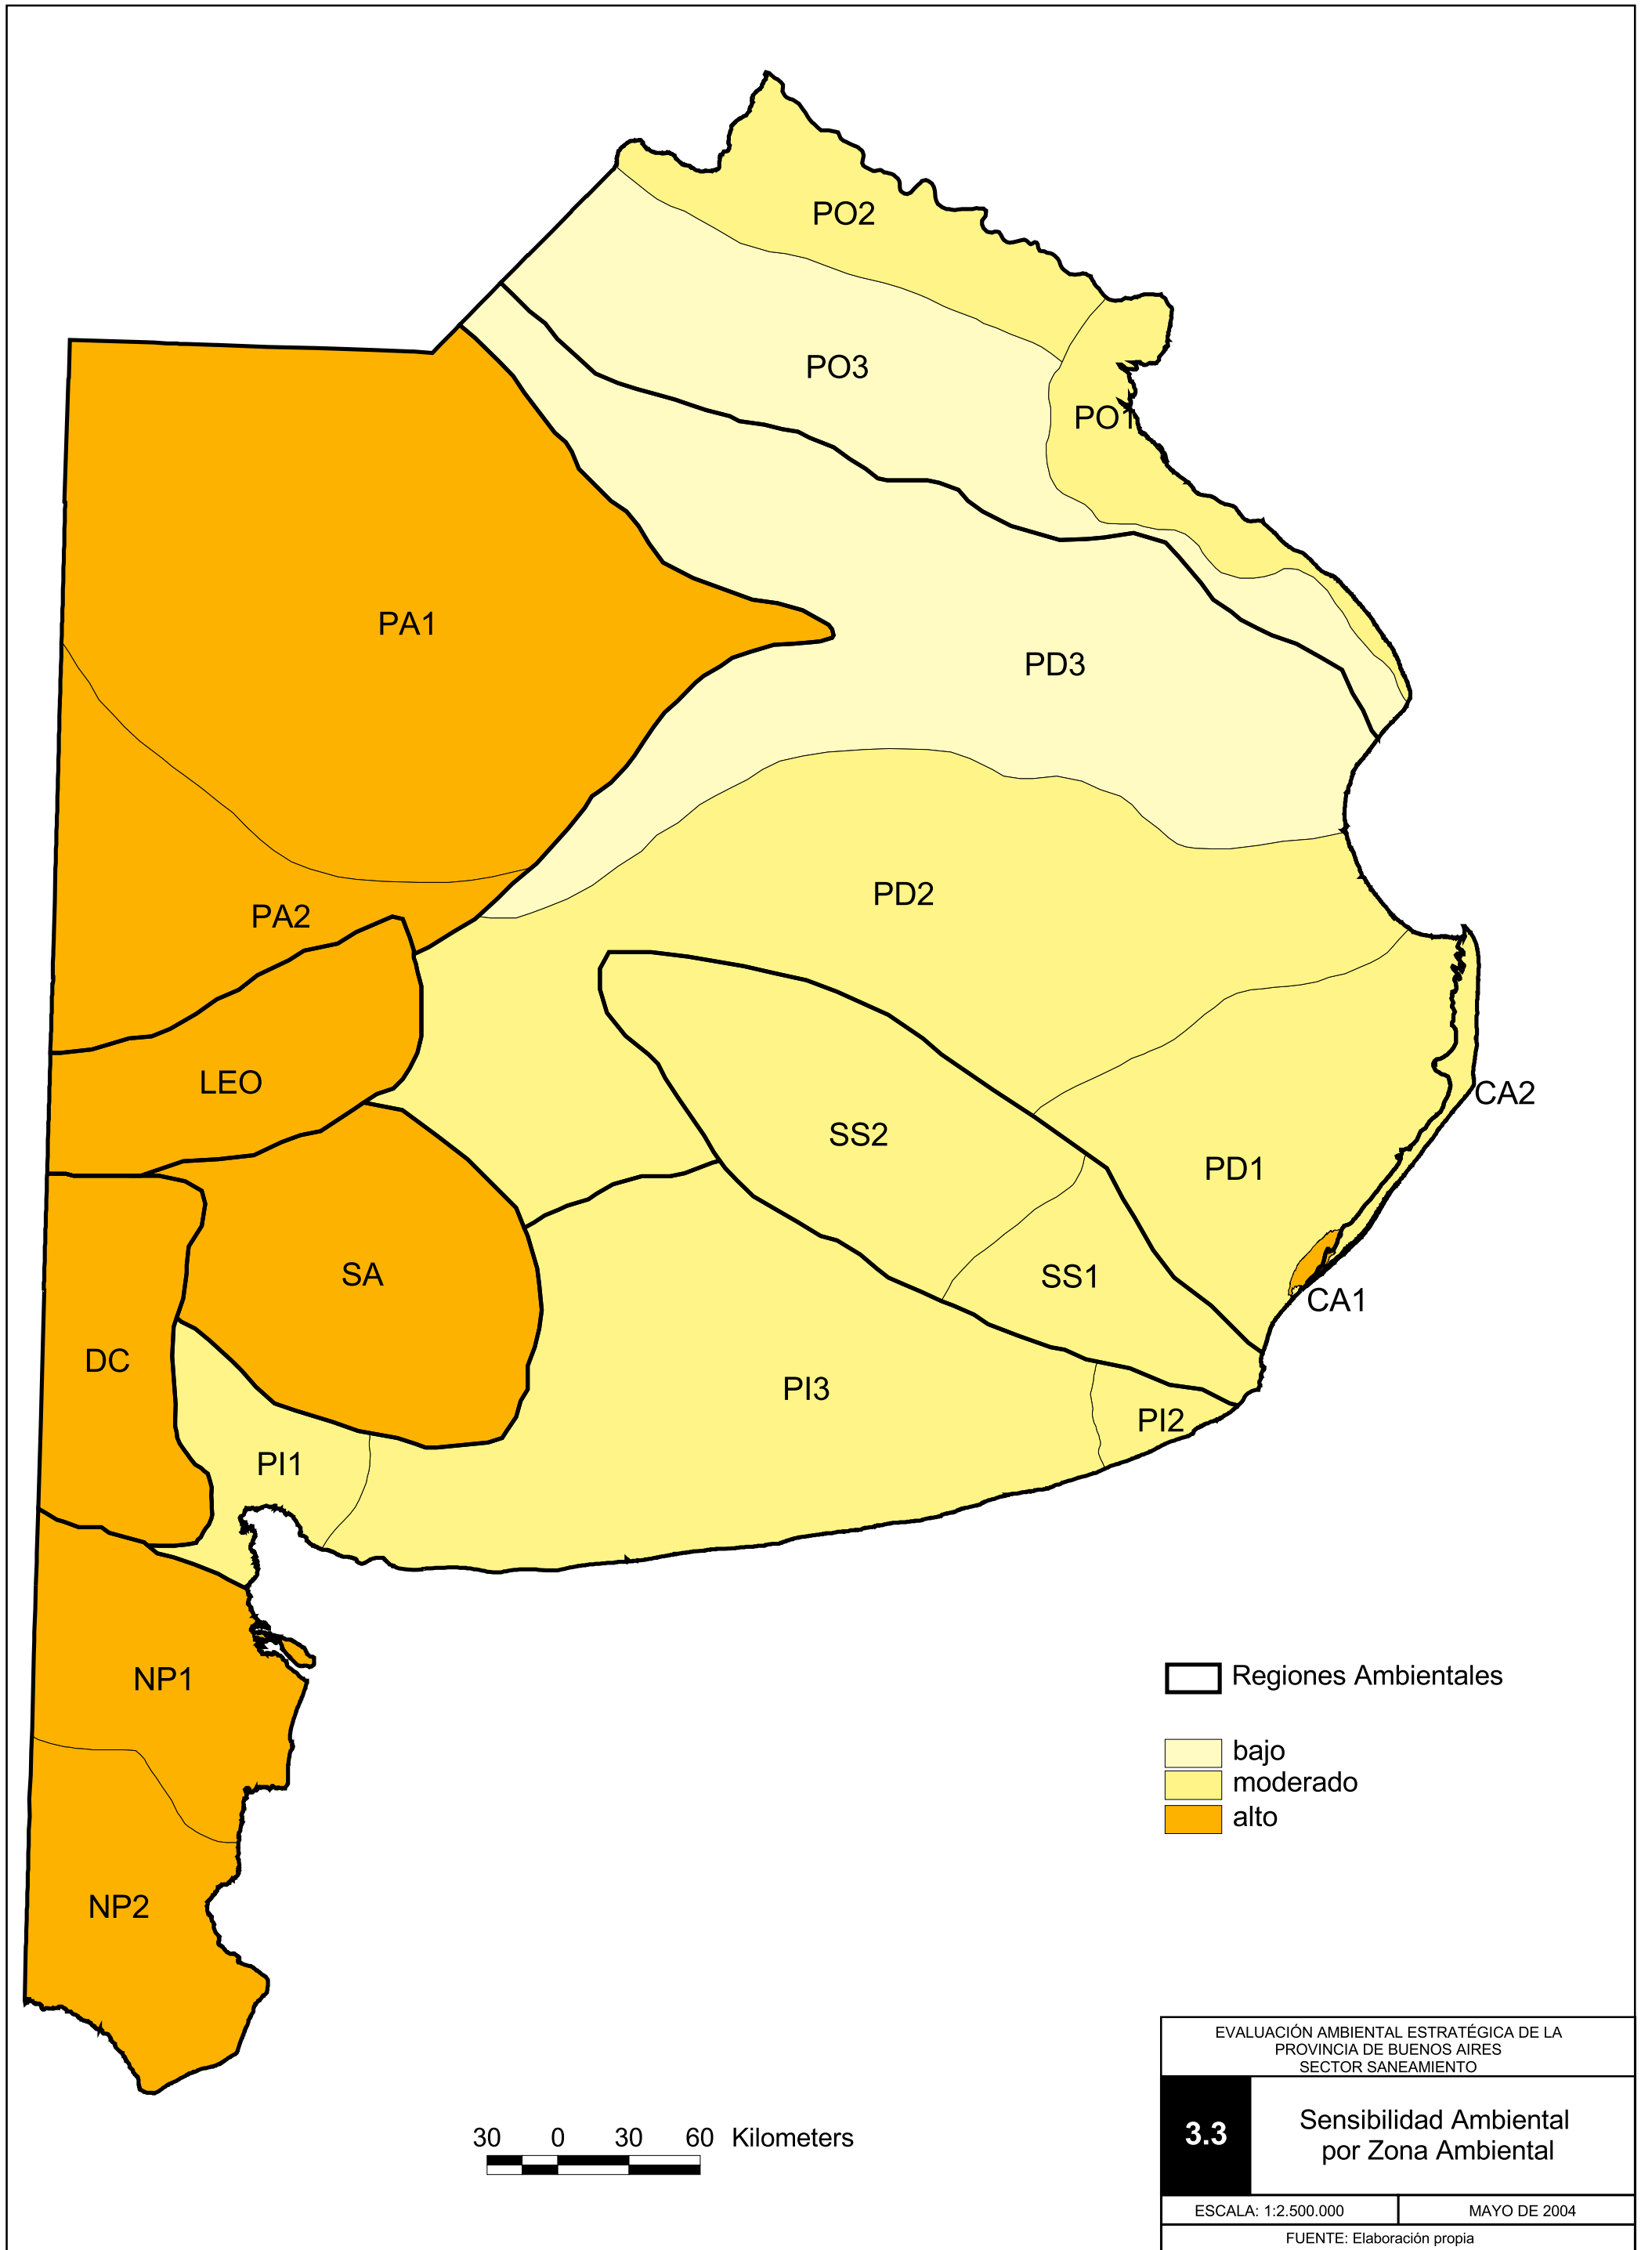 PO2
PO3
PO1
PA1
PD3
PD2
PA2
LEO
CA2
SS2
PD1
SA
SS1
CA1
DC
PI3
PI2
PI1
NP1
Regiones Ambientales
bajo
moderado
alto
NP2
EVALUACIÓN AMBIENTAL ESTRATÉGICA DE LA
PROVINCIA DE BUENOS AIRES
SECTOR SANEAMIENTO
3.3
Sensibilidad Ambiental
por Zona Ambiental
30 0 30 60 Kilometers
ESCALA: 1:2.500.000
MAYO DE 2004
FUENTE: Elaboración propia